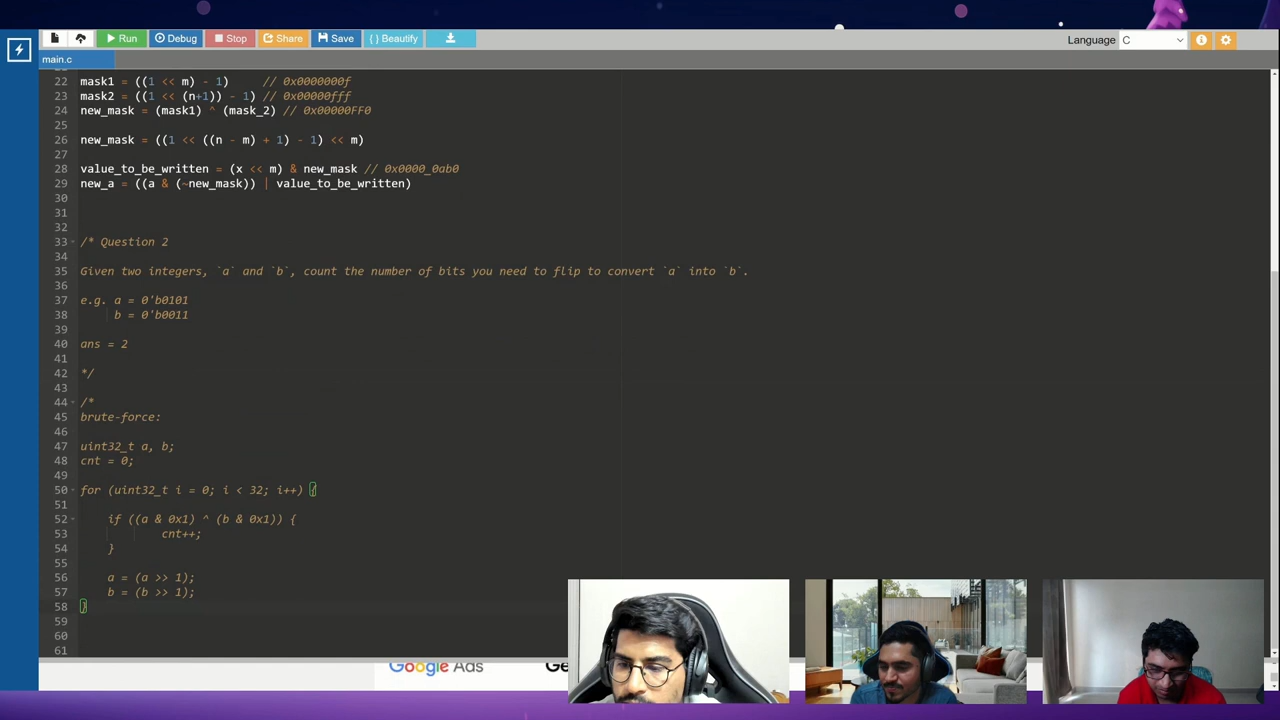 Run Debug Stop Share Save { } Beautify Language C
main.c
22 mask1 = ((1 << m) - 1) // 0x0000000f
23 mask2 = ((1 << (n+1)) - 1) // 0x00000fff
24 new_mask = (mask1) ^ (mask_2) // 0x00000FF0
25
26 new_mask = ((1 << ((n - m) + 1) - 1) << m)
27
28 value_to_be_written = (x << m) & new_mask // 0x0000_0ab0
29 new_a = ((a & (~new_mask)) | value_to_be_written)
30
31
32
33 /* Question 2
34
35 Given two integers, `a` and `b`, count the number of bits you need to flip to convert `a` into `b`.
36
37 e.g. a = 0'b0101
38 b = 0'b0011
39
40 ans = 2
41
42 */
43
44 /*
45 brute-force:
46
47 uint32_t a, b;
48 cnt = 0;
49
50 for (uint32_t i = 0; i < 32; i++) {
51
52 if ((a & 0x1) ^ (b & 0x1)) {
53 cnt++;
54 }
55
56 a = (a >> 1);
57 b = (b >> 1);
58 }
59
60
61
Google Ads